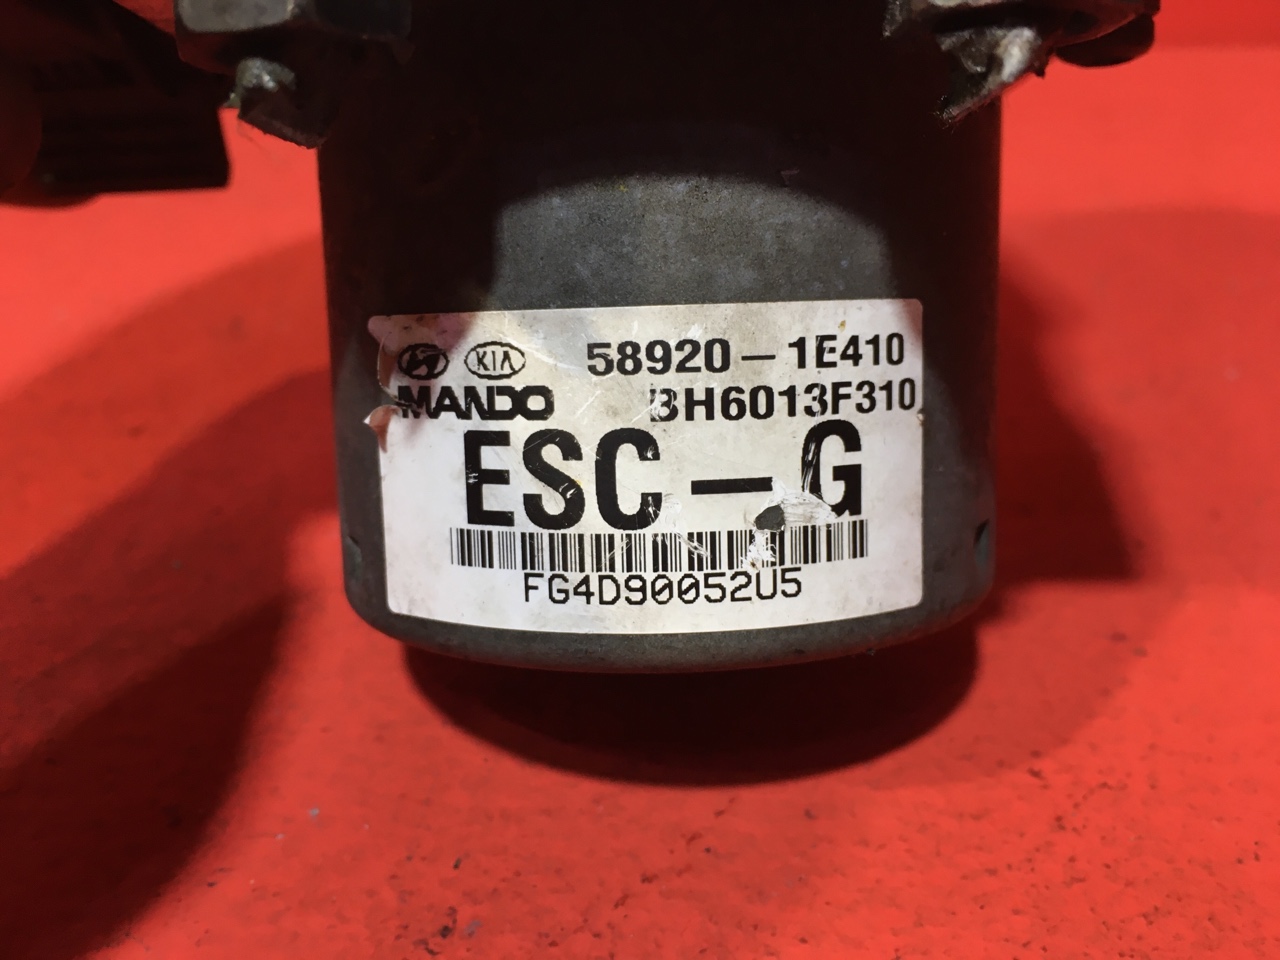 KIA 58920-1E410
MANDO BH6013F310
ESC-G
FG4D90052U5